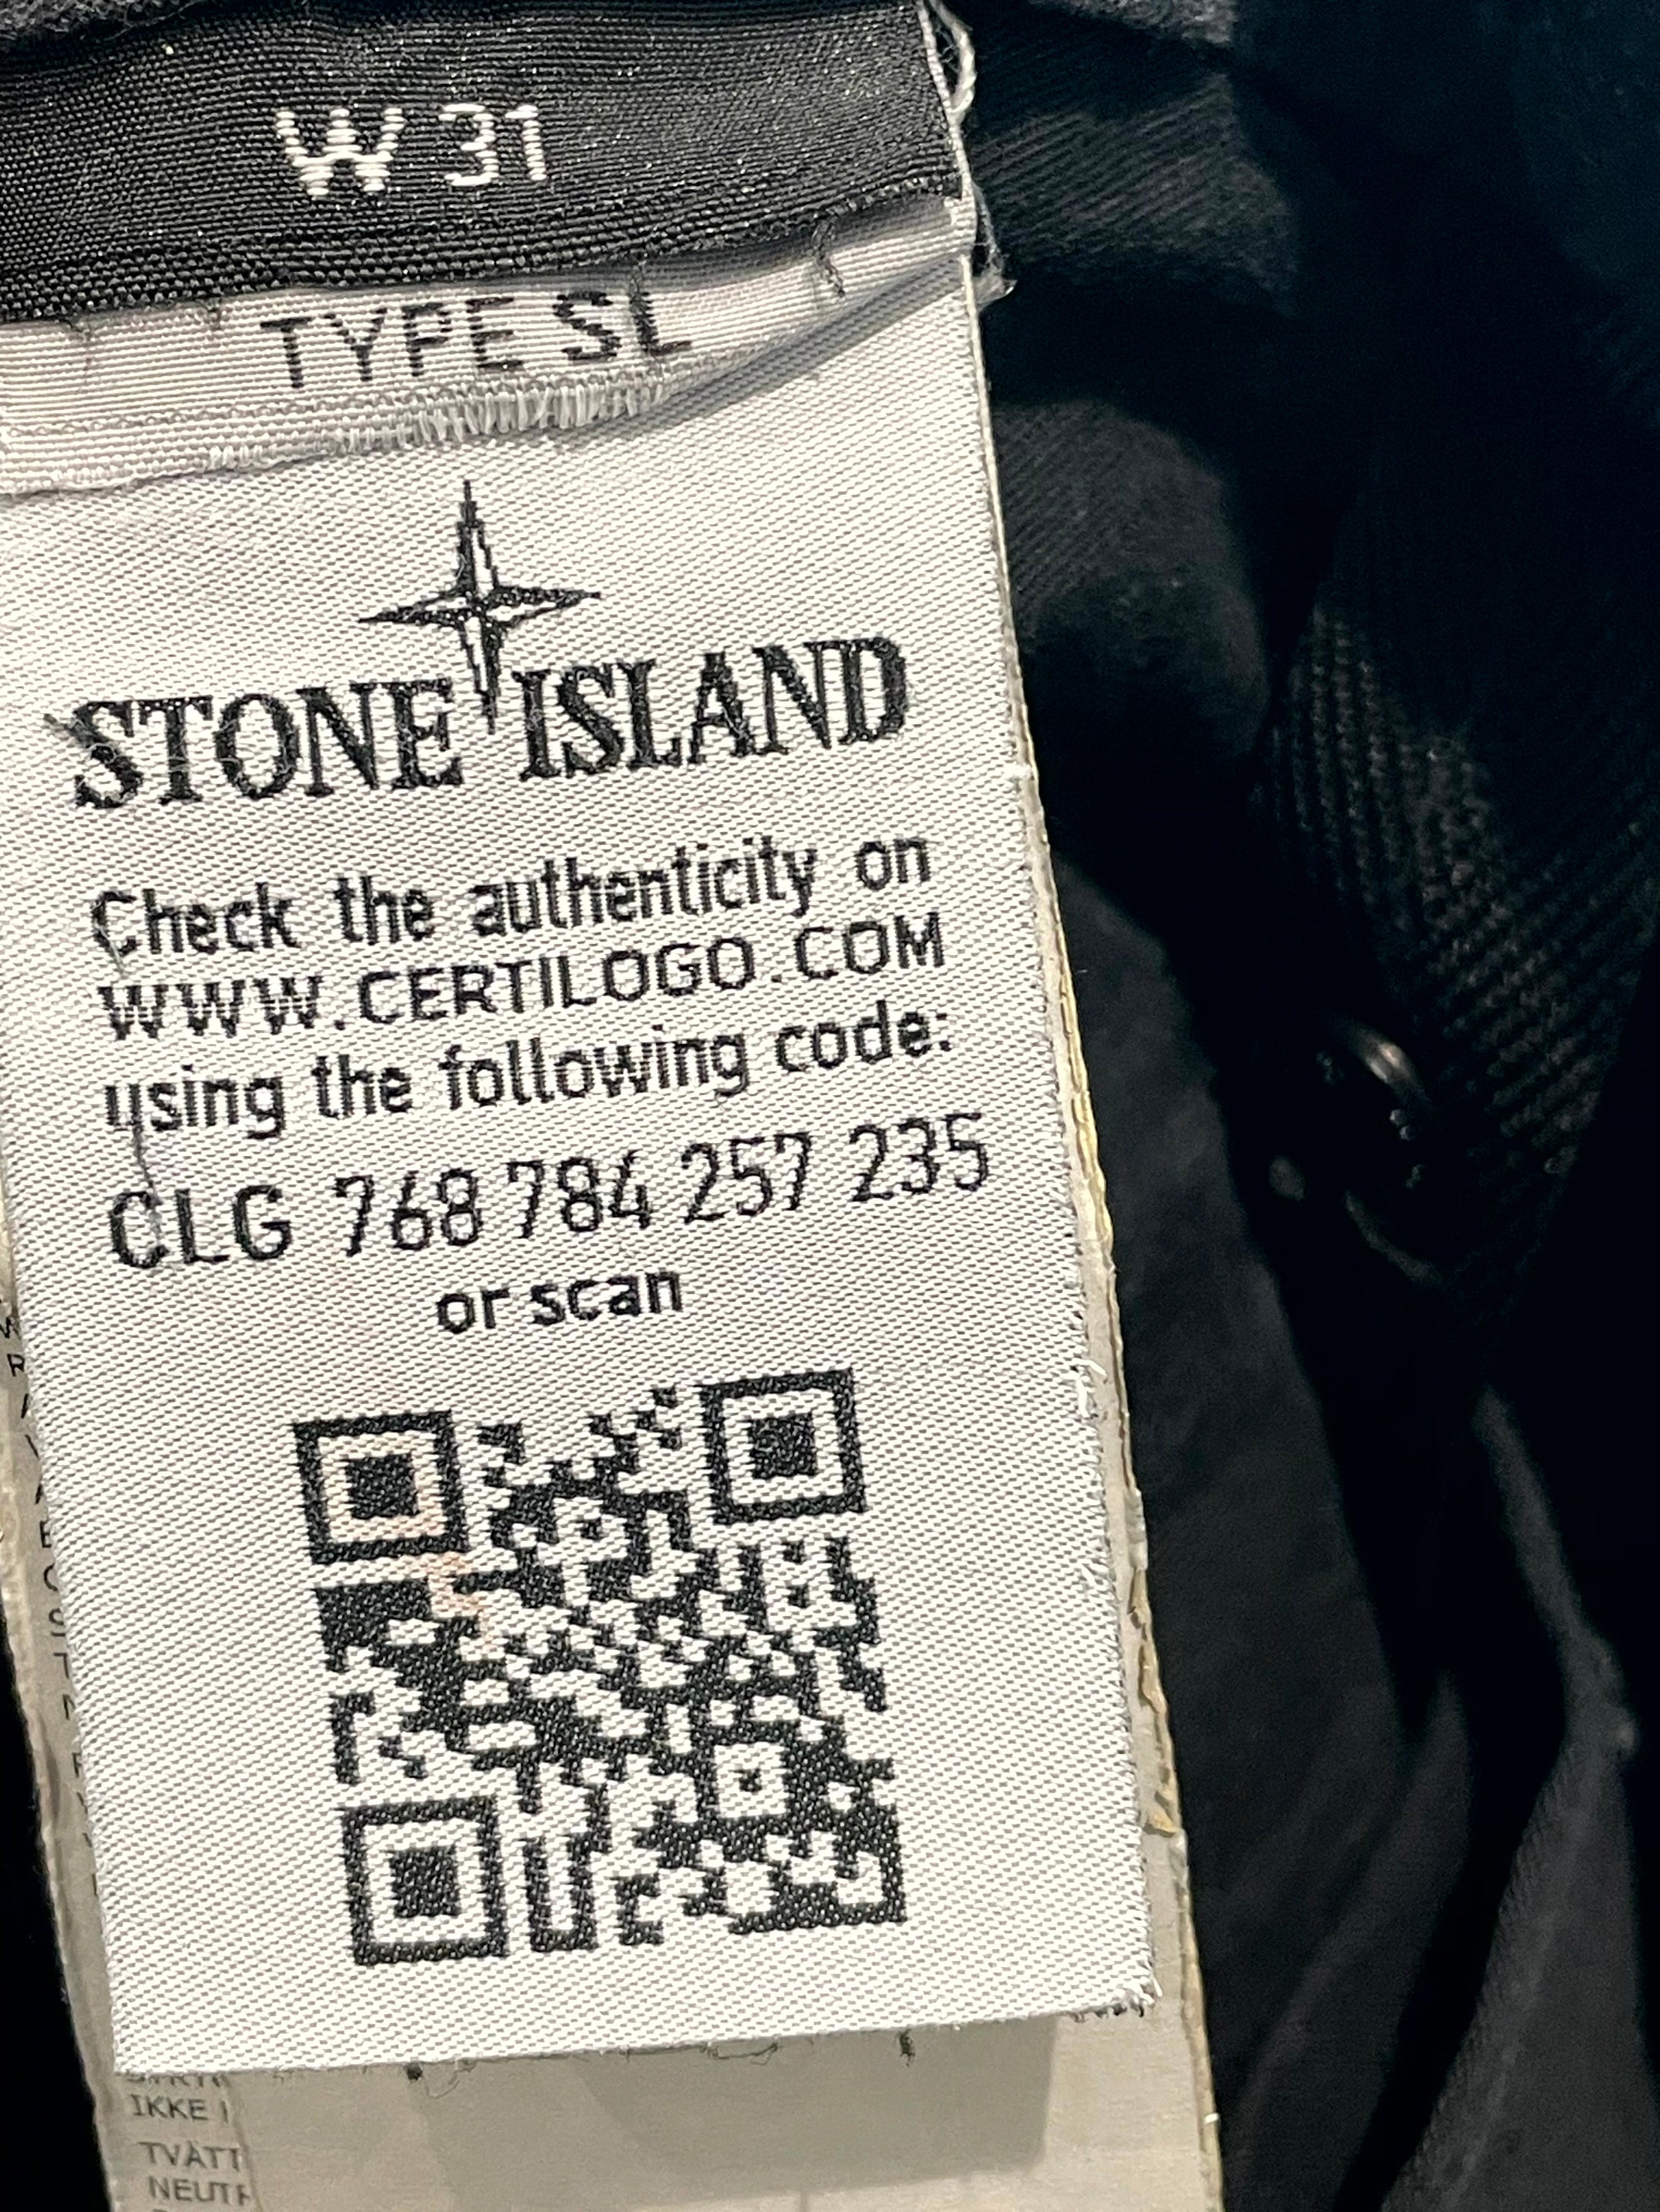 W 31
TYPE SL
STONE ISLAND
Check the authenticity on
WWW.CERTILOGO.COM
using the following code:
CLG 768 784 257 235
or scan
IKKE
TVÄTT